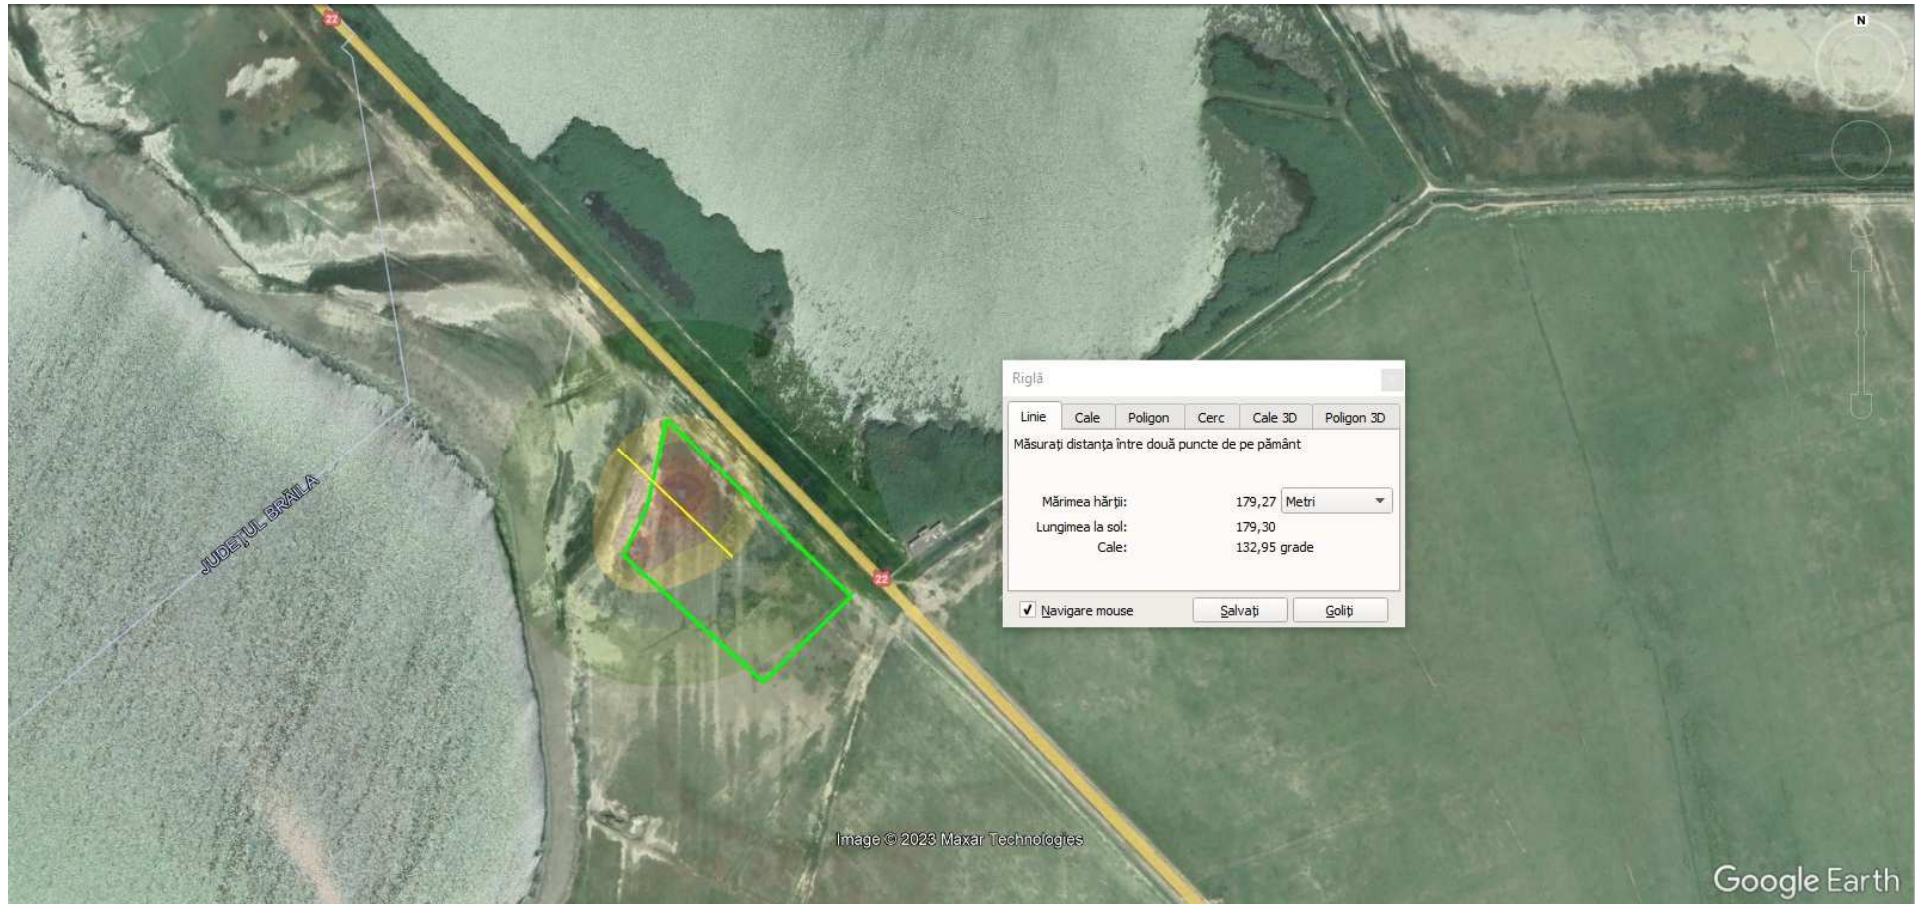 22
N
Riglă
Linie Cale Poligon Cerc Cale 3D Poligon 3D
Măsurați distanța între două puncte de pe pământ
Mărimea hărții: 179,27 Metri
Lungimea la sol: 179,30
Cale: 132,95 grade
Navigare mouse Salvați Goliți
JUDEȚUL BRĂILA
22
Image © 2023 Maxar Technologies
Google Earth